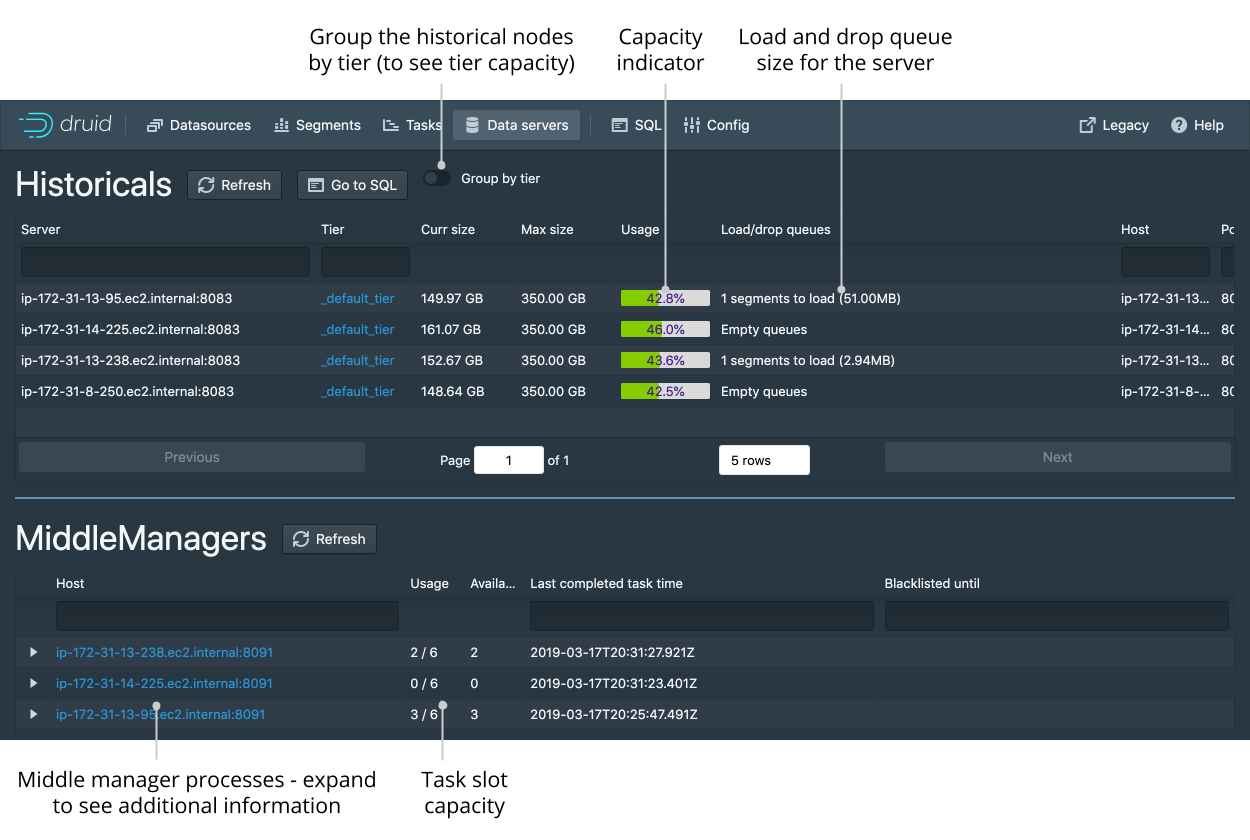 Group the historical nodes
by tier (to see tier capacity)
Capacity
indicator
Load and drop queue
size for the server
druid
Datasources
Segments
Tasks
Data servers
SQL
Config
Legacy
Help
Historicals
Refresh
Go to SQL
Group by tier
Server Tier Curr size Max size Usage Load/drop queues Host
ip-172-31-13-95.ec2.internal:8083 _default_tier 149.97 GB 350.00 GB 42.8% 1 segments to load (51.00MB) ip-172-31-13... 80
ip-172-31-14-225.ec2.internal:8083 _default_tier 161.07 GB 350.00 GB 46.0% Empty queues ip-172-31-14... 80
ip-172-31-13-238.ec2.internal:8083 _default_tier 152.67 GB 350.00 GB 43.6% 1 segments to load (2.94MB) ip-172-31-13... 80
ip-172-31-8-250.ec2.internal:8083 _default_tier 148.64 GB 350.00 GB 42.5% Empty queues ip-172-31-8-... 80
Previous
Page 1 of 1
5 rows
Next
MiddleManagers
Refresh
Host Usage Availa... Last completed task time Blacklisted until
ip-172-31-13-238.ec2.internal:8091 2 / 6 2 2019-03-17T20:31:27.921Z
ip-172-31-14-225.ec2.internal:8091 0 / 6 0 2019-03-17T20:31:23.401Z
ip-172-31-13-95.ec2.internal:8091 3 / 6 3 2019-03-17T20:25:47.491Z
Middle manager processes - expand
to see additional information
Task slot
capacity